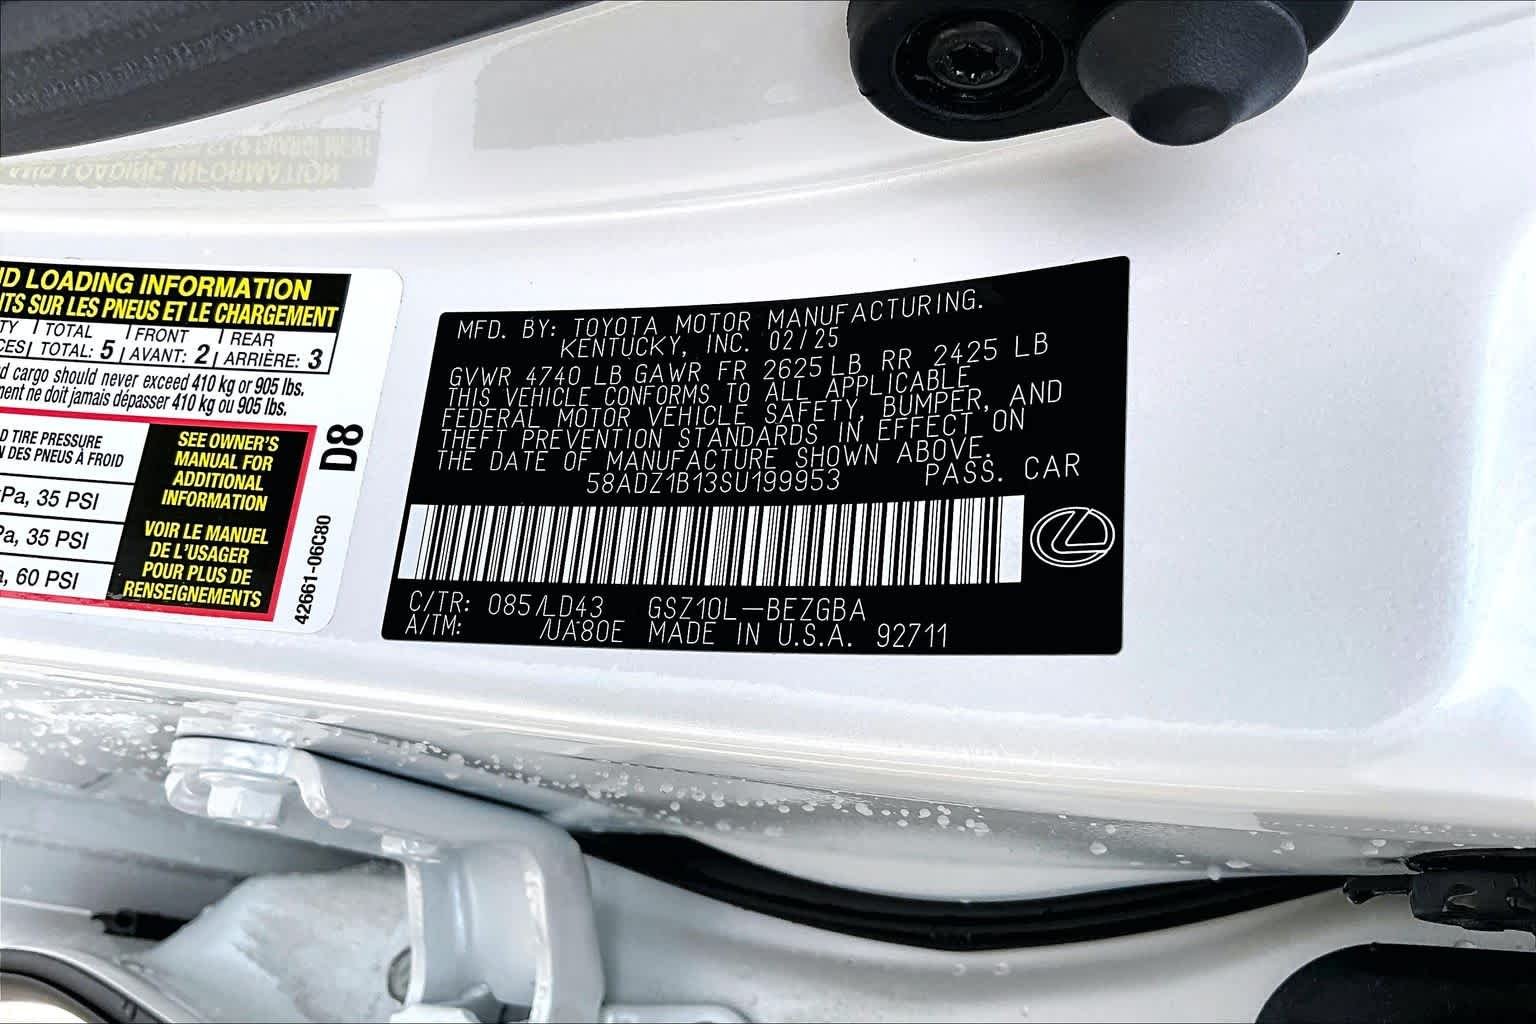 ND LOADING INFORMATION
ITS SUR LES PNEUS ET LE CHARGEMENT
TY | TOTAL | FRONT | REAR
CES| TOTAL: 5 | AVANT: 2 | ARRIÈRE: 3
d cargo should never exceed 410 kg or 905 lbs.
ment ne doit jamais dépasser 410 kg ou 905 lbs.
D TIRE PRESSURE
N DES PNEUS À FROID
Pa, 35 PSI
Pa, 35 PSI
a, 60 PSI
SEE OWNER'S
MANUAL FOR
ADDITIONAL
INFORMATION
VOIR LE MANUEL
DE L'USAGER
POUR PLUS DE
RENSEIGNEMENTS
D8
42661-06C80
MFD. BY: TOYOTA MOTOR MANUFACTURING.
KENTUCKY, INC. 02/25
GVWR 4740 LB GAWR FR 2625 LB RR 2425 LB
THIS VEHICLE CONFORMS TO ALL APPLICABLE
FEDERAL MOTOR VEHICLE SAFETY, BUMPER, AND
THEFT PREVENTION STANDARDS IN EFFECT ON
THE DATE OF MANUFACTURE SHOWN ABOVE.
58ADZ1B13SU199953 PASS. CAR
C/TR: 085/LD43 GSZ10L-BEZGBA
A/TM: /UA80E MADE IN U.S.A. 92711